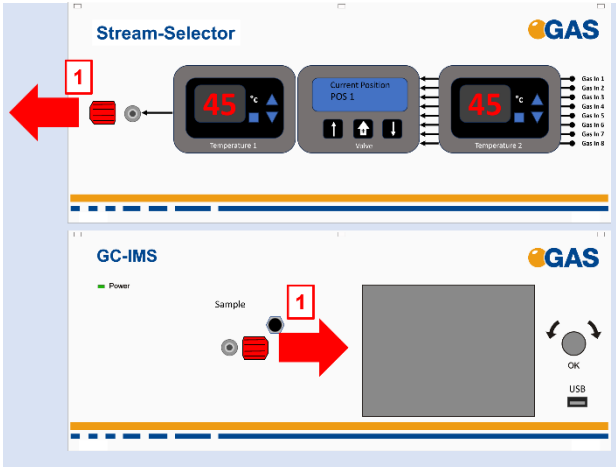 Stream-Selector
GAS
1
45
°c
Temperature 1
Current Position
POS 1
Valve
45
°c
Temperature 2
Gas In 1
Gas In 2
Gas In 3
Gas In 4
Gas In 5
Gas In 6
Gas In 7
Gas In 8
GC-IMS
GAS
Power
Sample
1
OK
USB